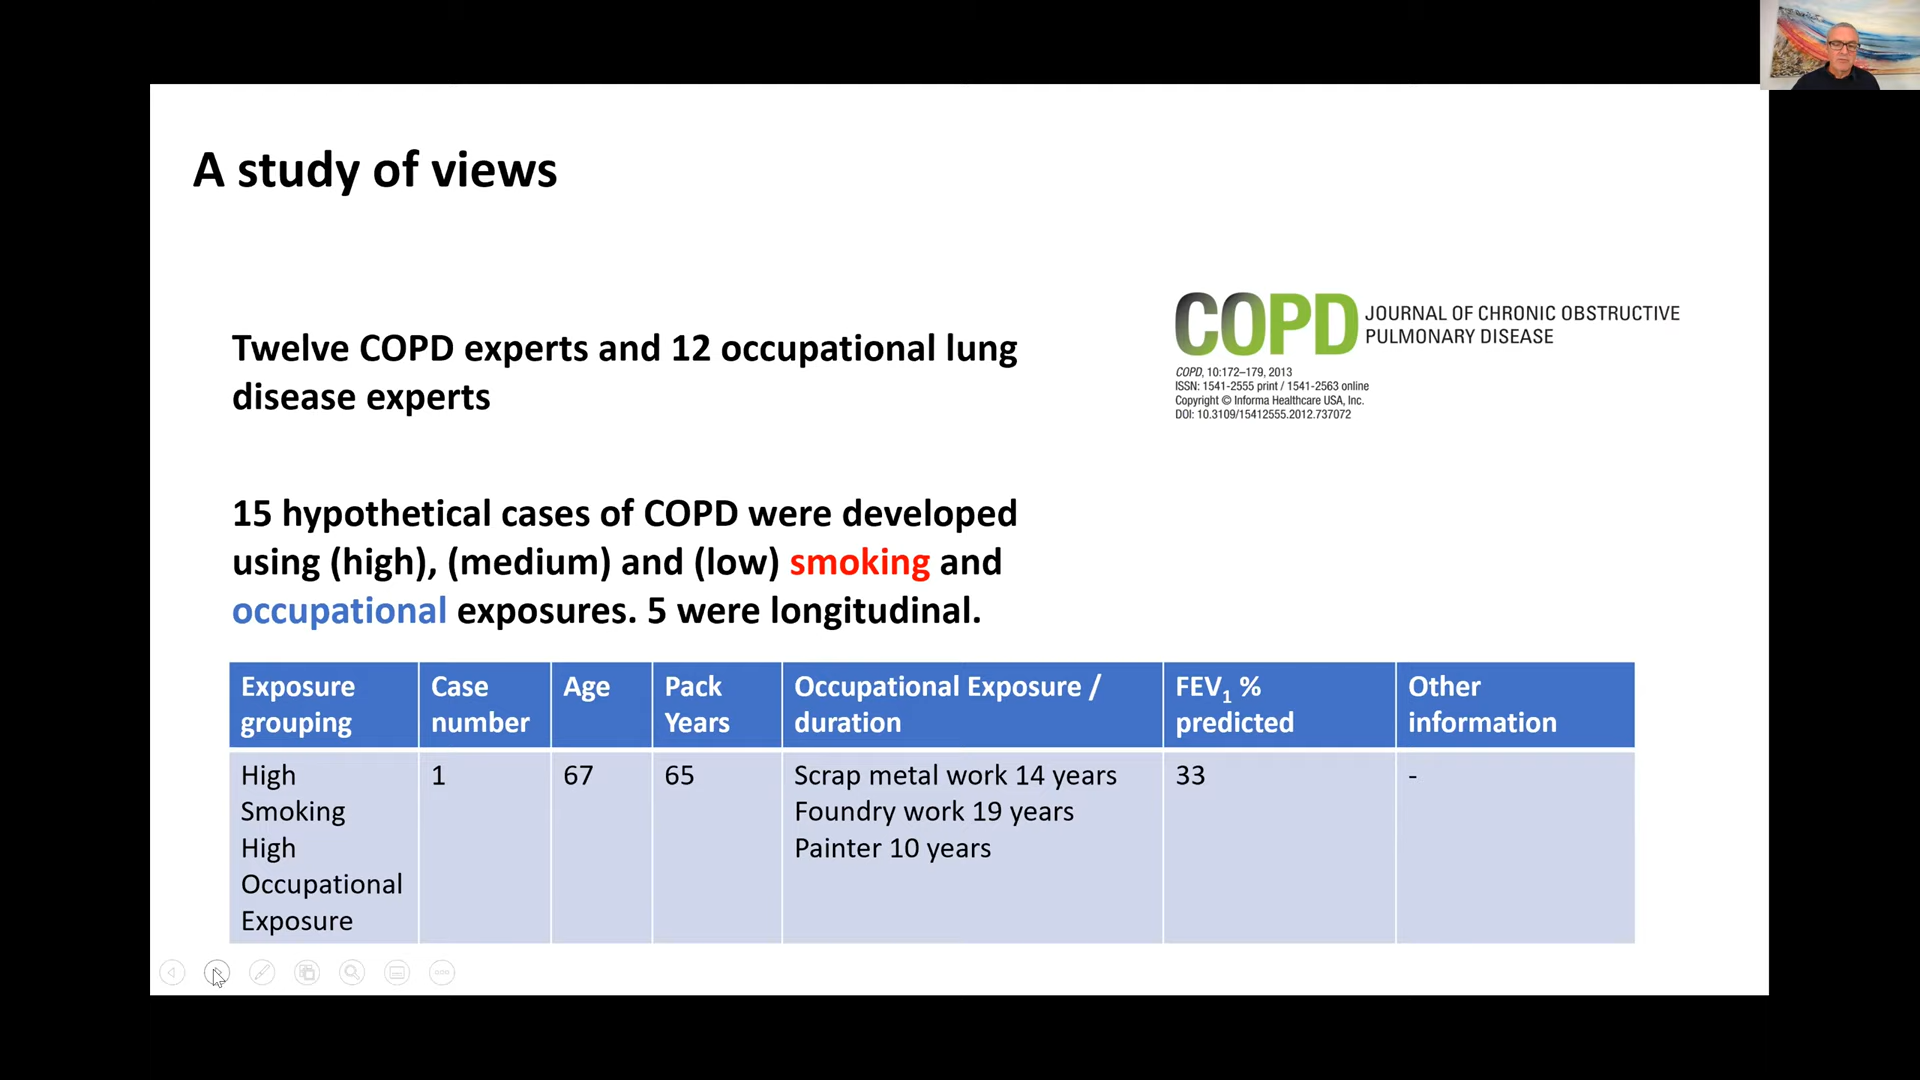 A study of views
Twelve COPD experts and 12 occupational lung
disease experts
COPD JOURNAL OF CHRONIC OBSTRUCTIVE
PULMONARY DISEASE
COPD, 10:172–179, 2013
ISSN: 1541-2555 print / 1541-2563 online
Copyright © Informa Healthcare USA, Inc.
DOI: 10.3109/15412555.2012.737072
15 hypothetical cases of COPD were developed
using (high), (medium) and (low) smoking and
occupational exposures. 5 were longitudinal.
Exposure grouping
Case number
Age
Pack Years
Occupational Exposure / duration
FEV1 % predicted
Other information
High
Smoking
High
Occupational
Exposure
1
67
65
Scrap metal work 14 years
Foundry work 19 years
Painter 10 years
33
-